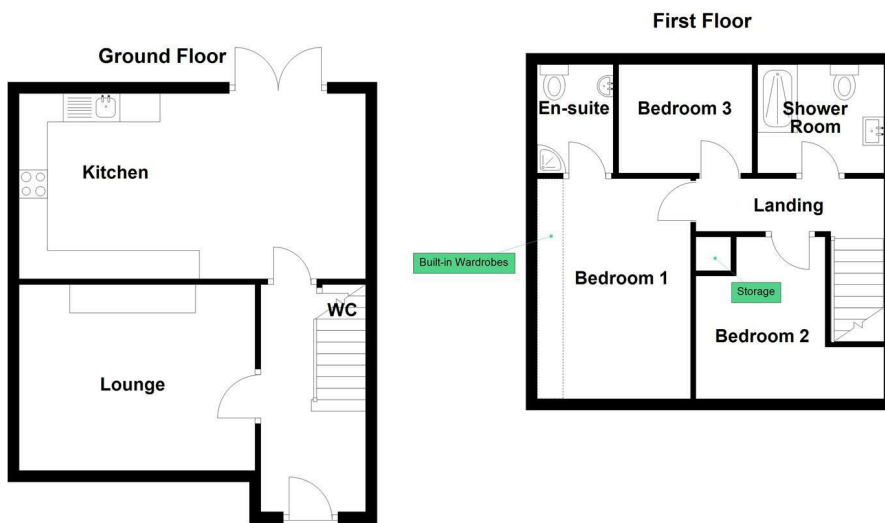 Ground Floor
Kitchen
WC
Lounge
First Floor
En-suite
Bedroom 3
Shower
Room
Landing
Built-in Wardrobes
Bedroom 1
Storage
Bedroom 2